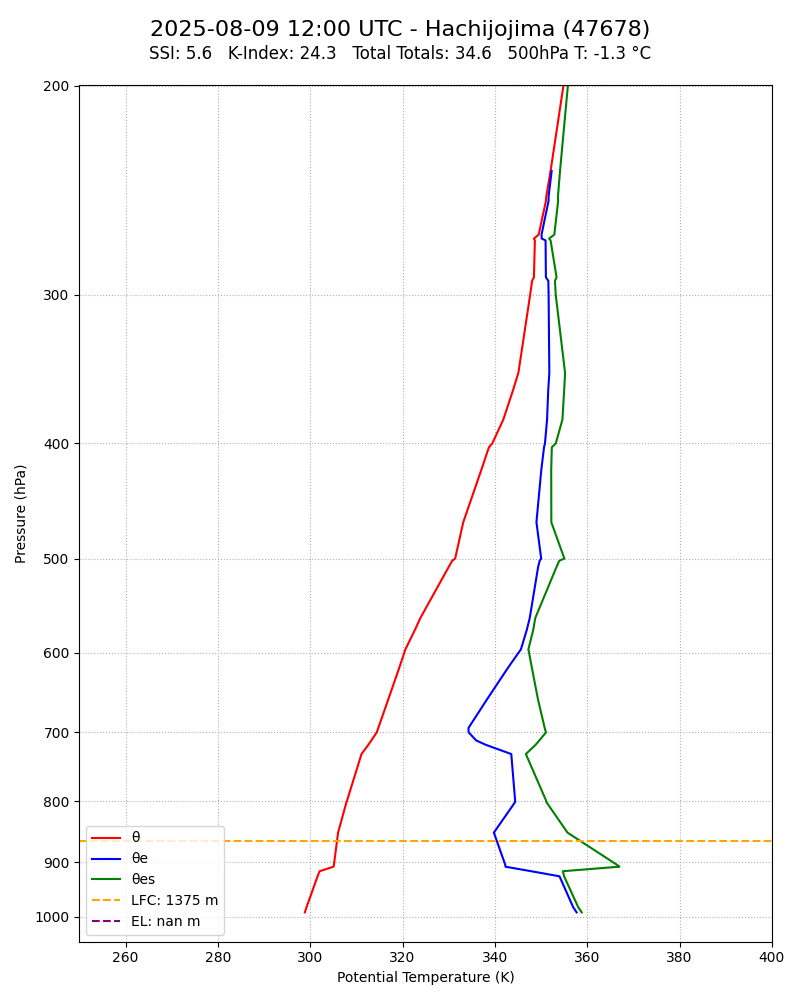 2025-08-09 12:00 UTC - Hachijojima (47678)
SSI: 5.6   K-Index: 24.3   Total Totals: 34.6   500hPa T: -1.3 °C
200
300
400
500
600
700
800
900
1000
Pressure (hPa)
θ
θe
θes
LFC: 1375 m
EL: nan m
260
280
300
320
340
360
380
400
Potential Temperature (K)